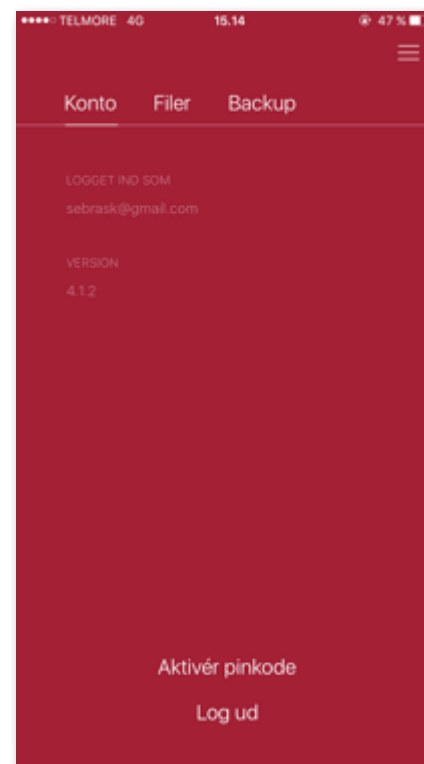 TELMORE 4G 15.14 47 %
Konto Filer Backup
LOGGET IND SOM
sebrask@gmail.com
VERSION
4.1.2
Aktivér pinkode
Log ud